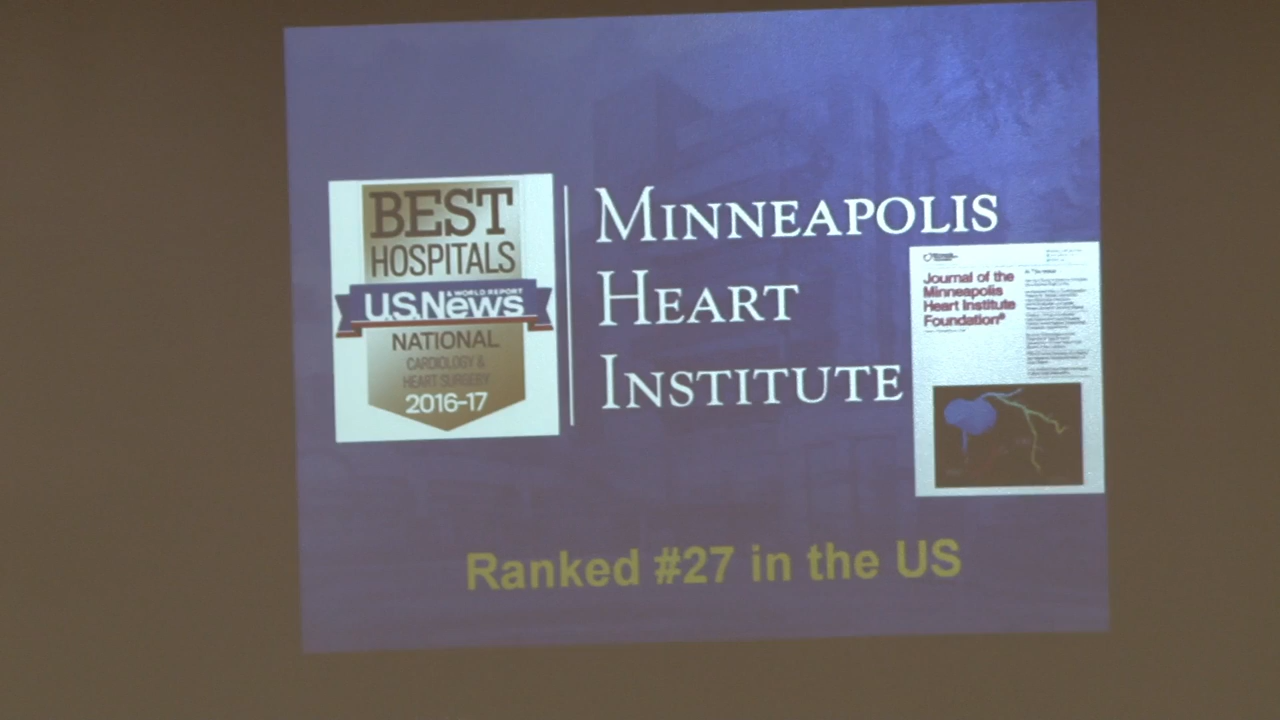 BEST
HOSPITALS
U.S.News
& WORLD REPORT
NATIONAL
CARDIOLOGY &
HEART SURGERY
2016-17
MINNEAPOLIS
HEART
INSTITUTE
Journal of the
Minneapolis
Heart Institute
Foundation®
Ranked #27 in the US